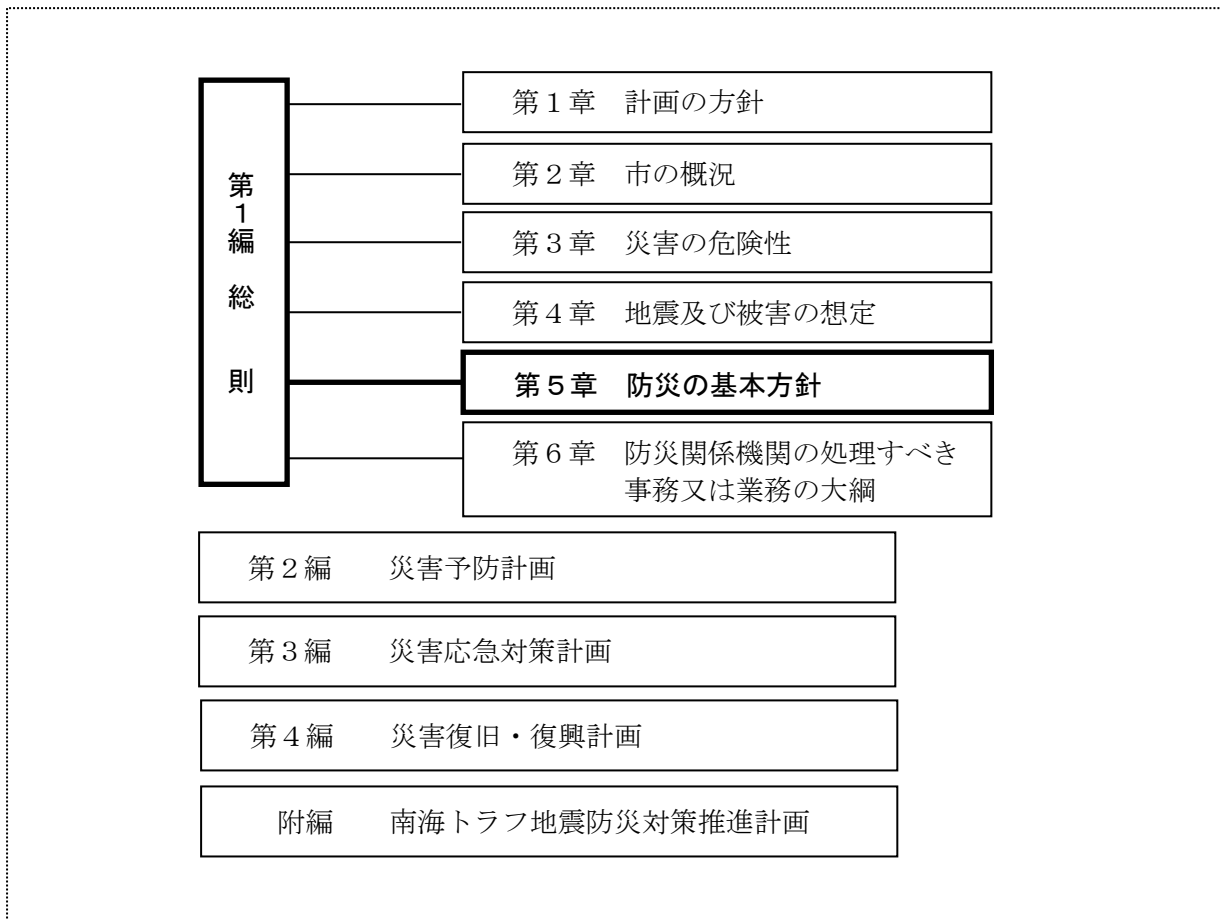 第１編 総 則
第１章 計画の方針
第２章 市の概況
第３章 災害の危険性
第４章 地震及び被害の想定
第５章 防災の基本方針
第６章 防災関係機関の処理すべき
事務又は業務の大綱
第２編 災害予防計画
第３編 災害応急対策計画
第４編 災害復旧・復興計画
附編 南海トラフ地震防災対策推進計画